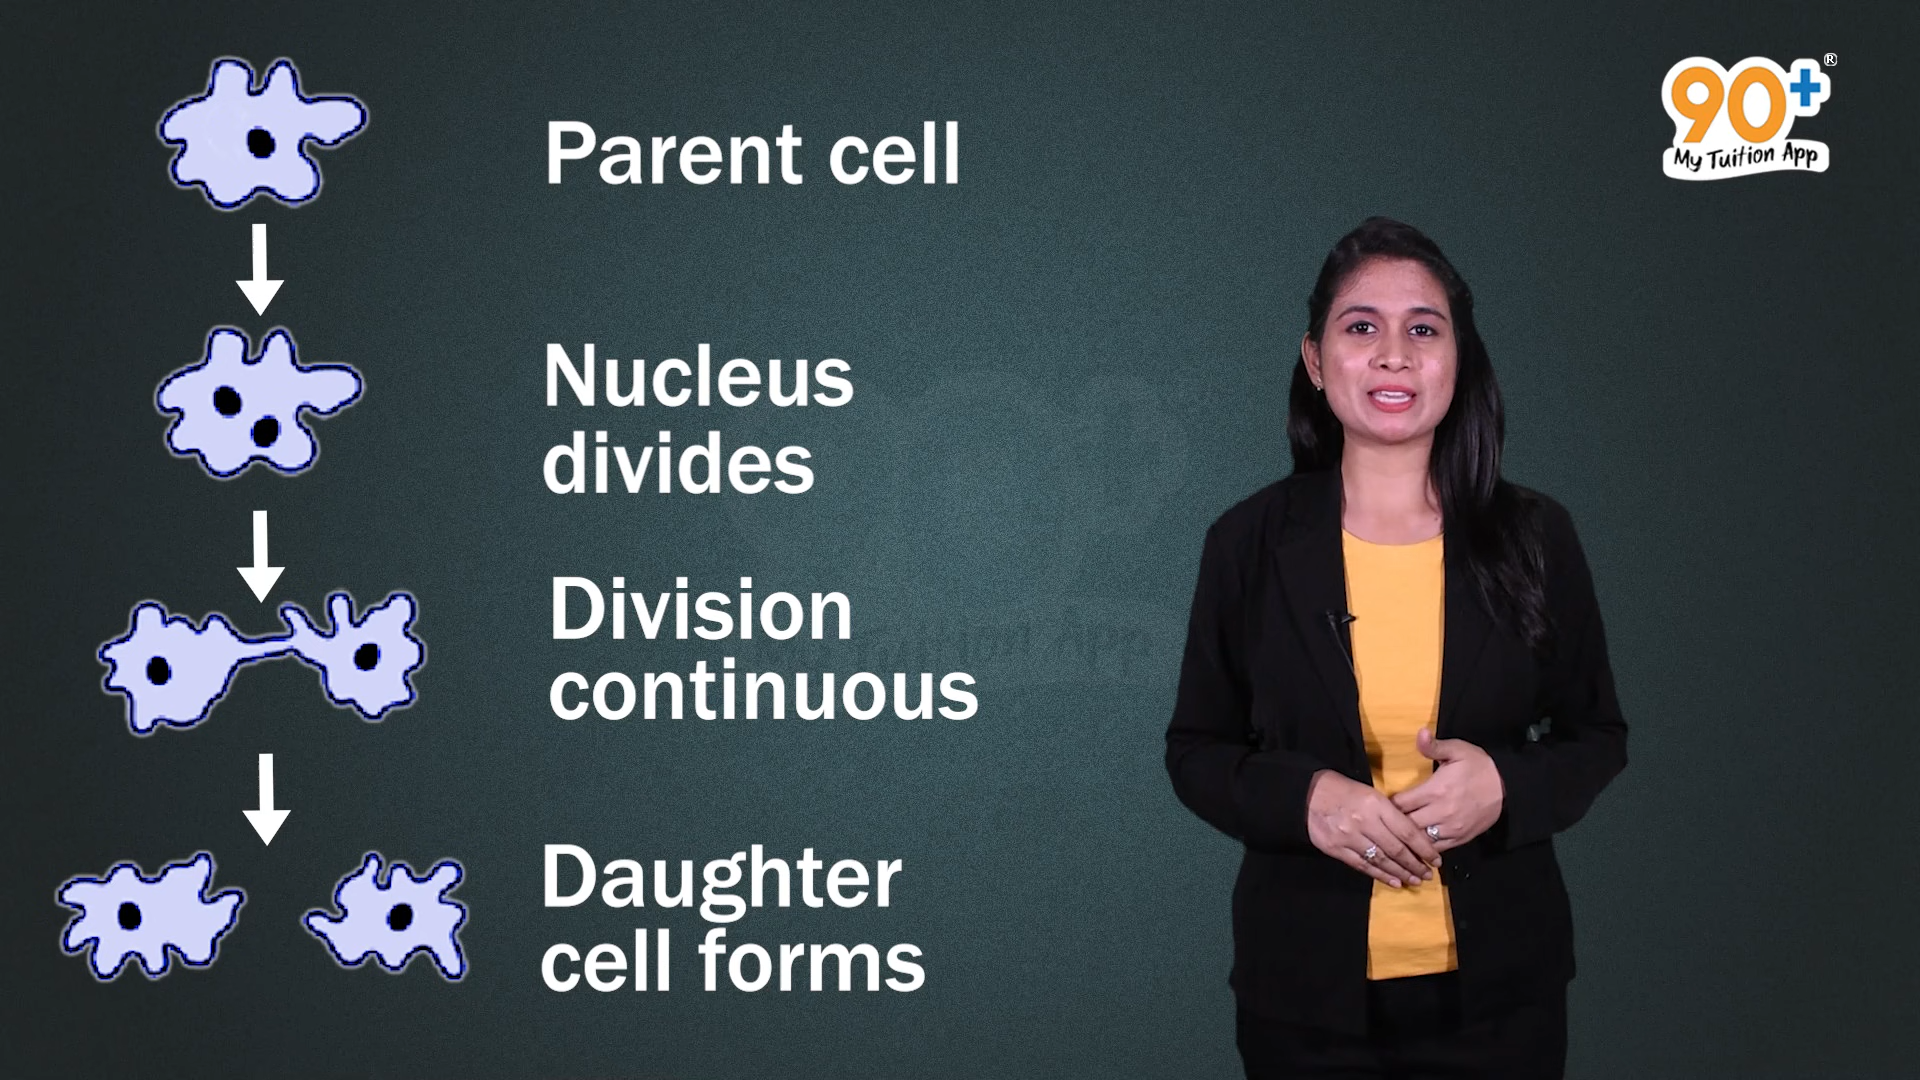 90+
®
My Tuition App
Parent cell
Nucleus
divides
Division
continuous
Daughter
cell forms